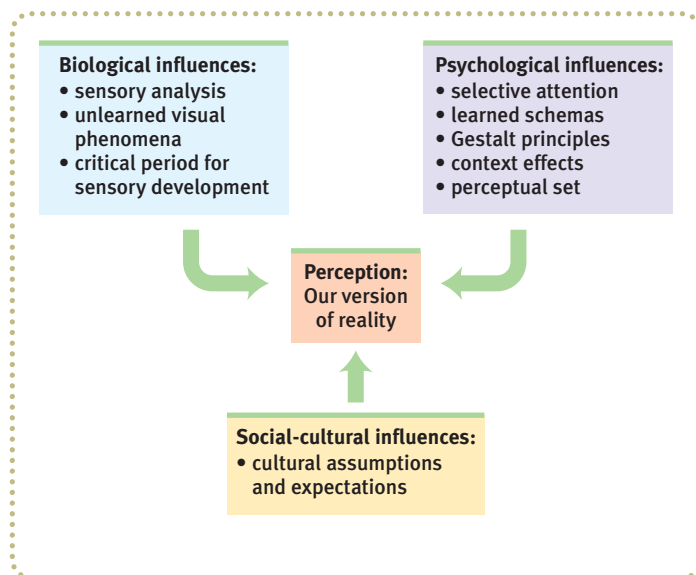 Biological influences:
• sensory analysis
• unlearned visual
phenomena
• critical period for
sensory development
Psychological influences:
• selective attention
• learned schemas
• Gestalt principles
• context effects
• perceptual set
Perception:
Our version
of reality
Social-cultural influences:
• cultural assumptions
and expectations